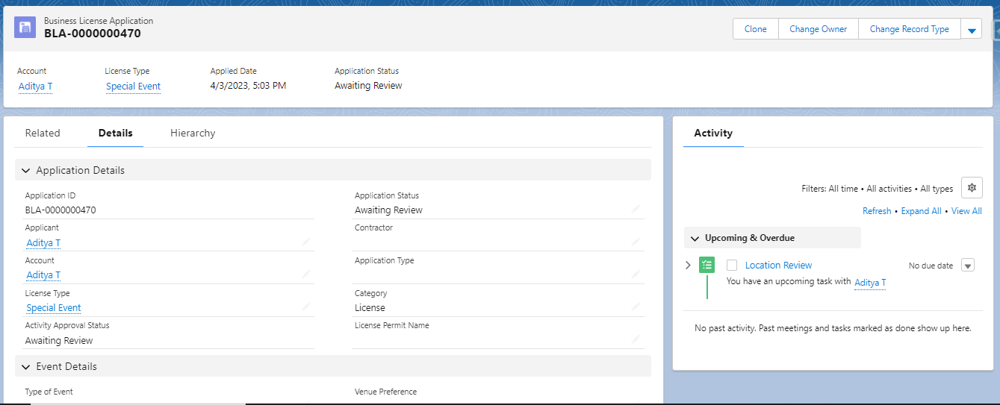 Business License Application
BLA-0000000470
Clone
Change Owner
Change Record Type
Account
License Type
Applied Date
Application Status
Aditya T
Special Event
4/3/2023, 5:03 PM
Awaiting Review
Related
Details
Hierarchy
Application Details
Application ID
BLA-0000000470
Application Status
Awaiting Review
Applicant
Aditya T
Contractor
Account
Aditya T
Application Type
License Type
Special Event
Category
License
Activity Approval Status
Awaiting Review
License Permit Name
Event Details
Type of Event
Venue Preference
Activity
Filters: All time • All activities • All types
Refresh • Expand All • View All
Upcoming & Overdue
Location Review
No due date
You have an upcoming task with Aditya T
No past activity. Past meetings and tasks marked as done show up here.